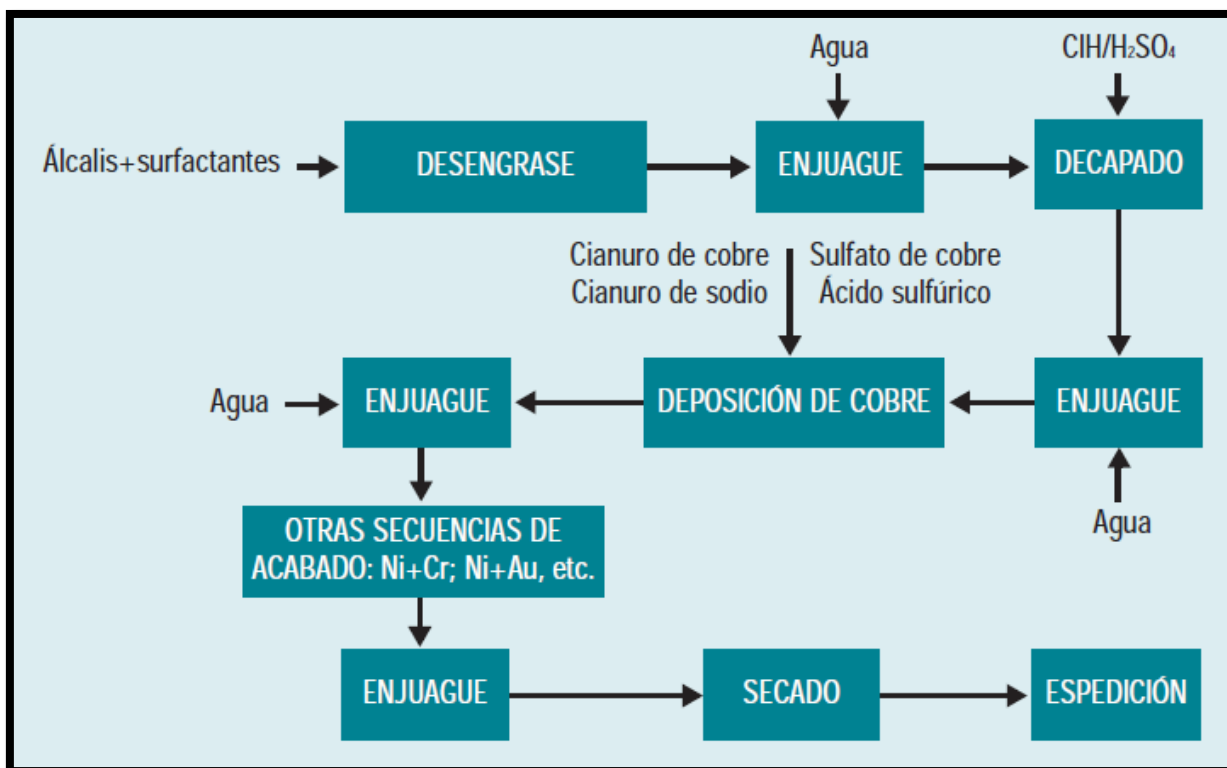 Agua
ClH/H₂SO₄
Álcalis+surfactantes
DESENGRASE
ENJUAGUE
DECAPADO
Cianuro de cobre
Cianuro de sodio
Sulfato de cobre
Ácido sulfúrico
Agua
ENJUAGUE
DEPOSICIÓN DE COBRE
ENJUAGUE
Agua
OTRAS SECUENCIAS DE
ACABADO: Ni+Cr; Ni+Au, etc.
ENJUAGUE
SECADO
ESPEDICIÓN